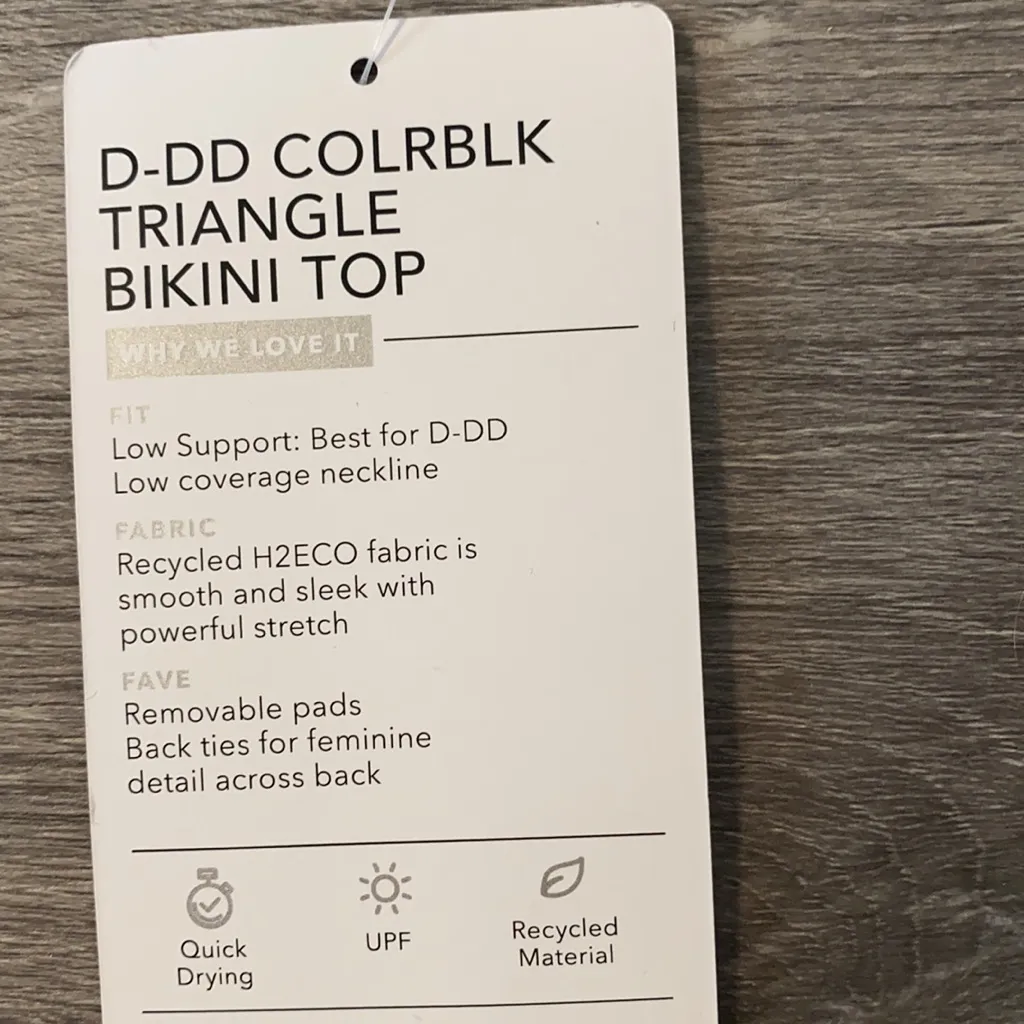 D-DD COLRBLK
TRIANGLE
BIKINI TOP
WHY WE LOVE IT
FIT
Low Support: Best for D-DD
Low coverage neckline
FABRIC
Recycled H2ECO fabric is
smooth and sleek with
powerful stretch
FAVE
Removable pads
Back ties for feminine
detail across back
Quick
Drying
UPF
Recycled
Material